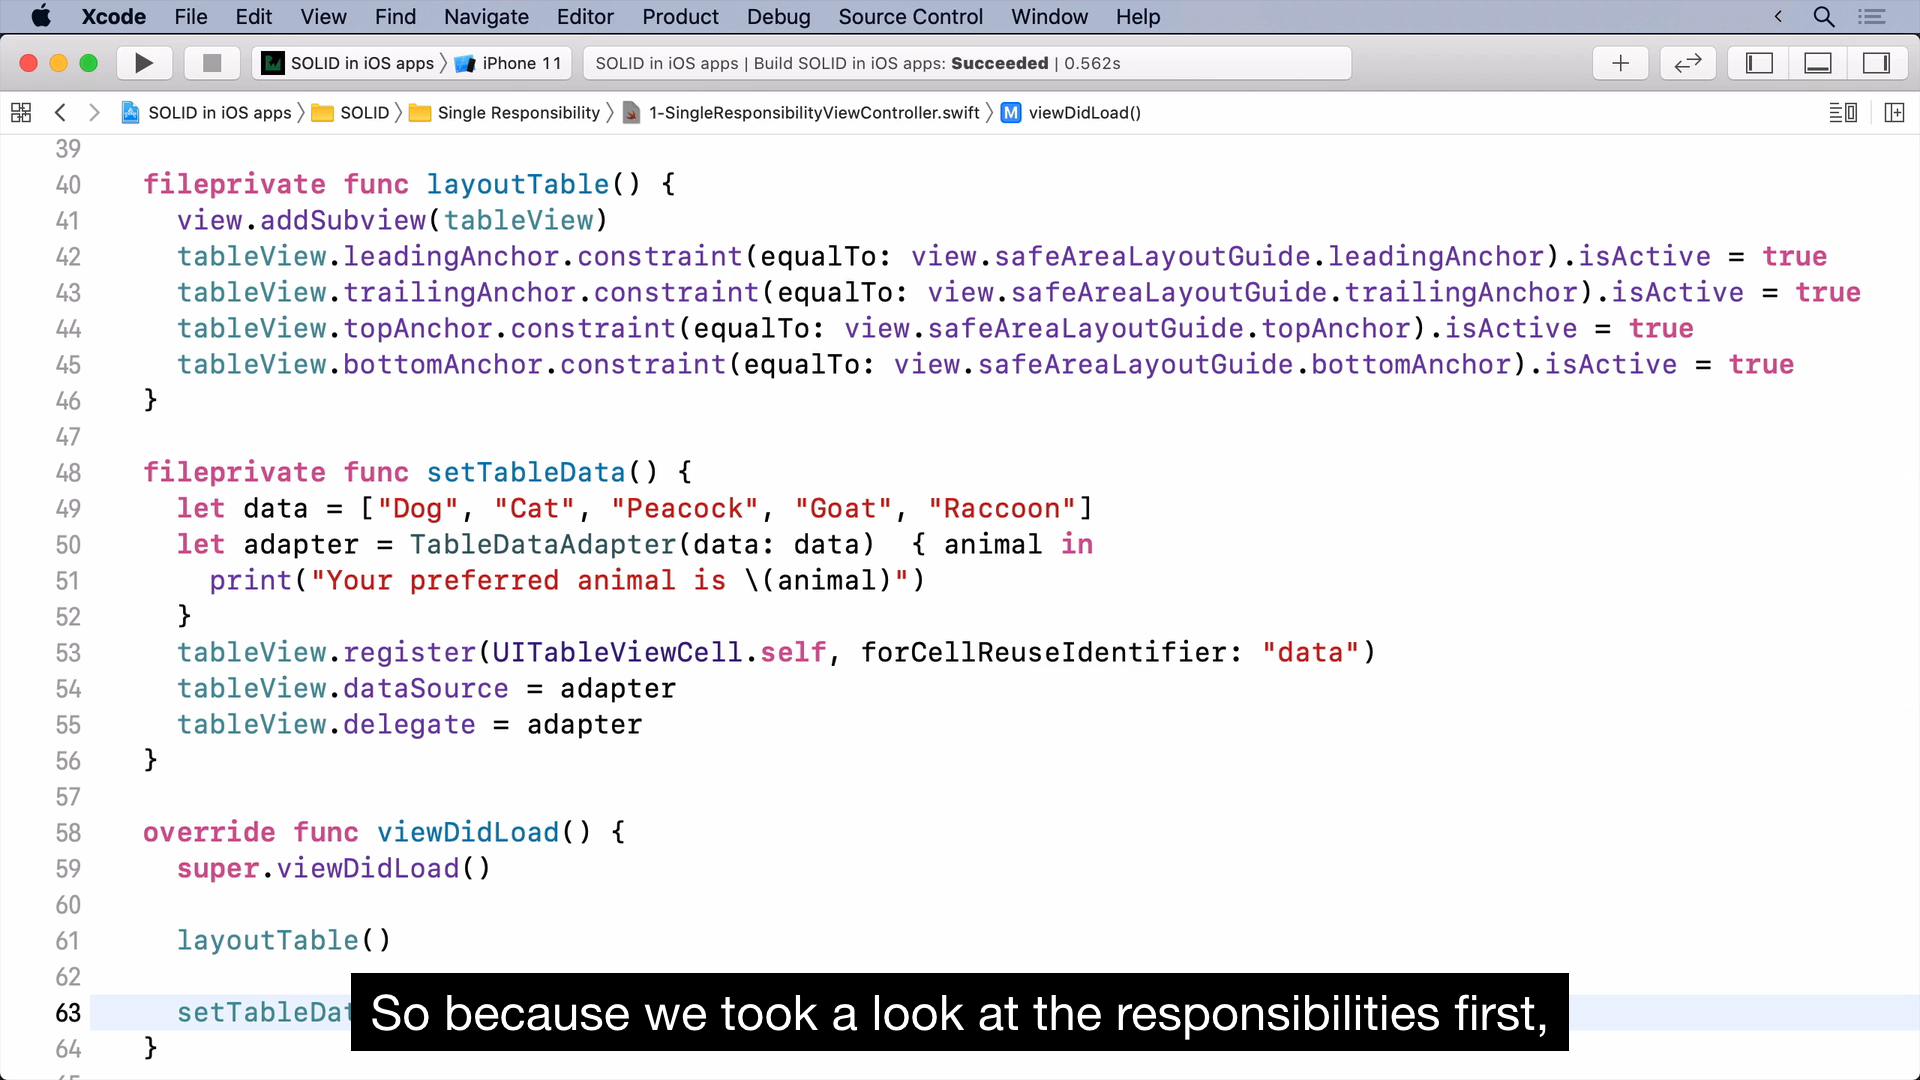 Xcode File Edit View Find Navigate Editor Product Debug Source Control Window Help
SOLID in iOS apps iPhone 11 SOLID in iOS apps | Build SOLID in iOS apps: Succeeded | 0.562s
SOLID in iOS apps SOLID Single Responsibility 1-SingleResponsibilityViewController.swift M viewDidLoad()
39
40 fileprivate func layoutTable() {
41 view.addSubview(tableView)
42 tableView.leadingAnchor.constraint(equalTo: view.safeAreaLayoutGuide.leadingAnchor).isActive = true
43 tableView.trailingAnchor.constraint(equalTo: view.safeAreaLayoutGuide.trailingAnchor).isActive = true
44 tableView.topAnchor.constraint(equalTo: view.safeAreaLayoutGuide.topAnchor).isActive = true
45 tableView.bottomAnchor.constraint(equalTo: view.safeAreaLayoutGuide.bottomAnchor).isActive = true
46 }
47
48 fileprivate func setTableData() {
49 let data = ["Dog", "Cat", "Peacock", "Goat", "Raccoon"]
50 let adapter = TableDataAdapter(data: data) { animal in
51 print("Your preferred animal is \(animal)")
52 }
53 tableView.register(UITableViewCell.self, forCellReuseIdentifier: "data")
54 tableView.dataSource = adapter
55 tableView.delegate = adapter
56 }
57
58 override func viewDidLoad() {
59 super.viewDidLoad()
60
61 layoutTable()
62
63 setTableDat
So because we took a look at the responsibilities first,
64 }